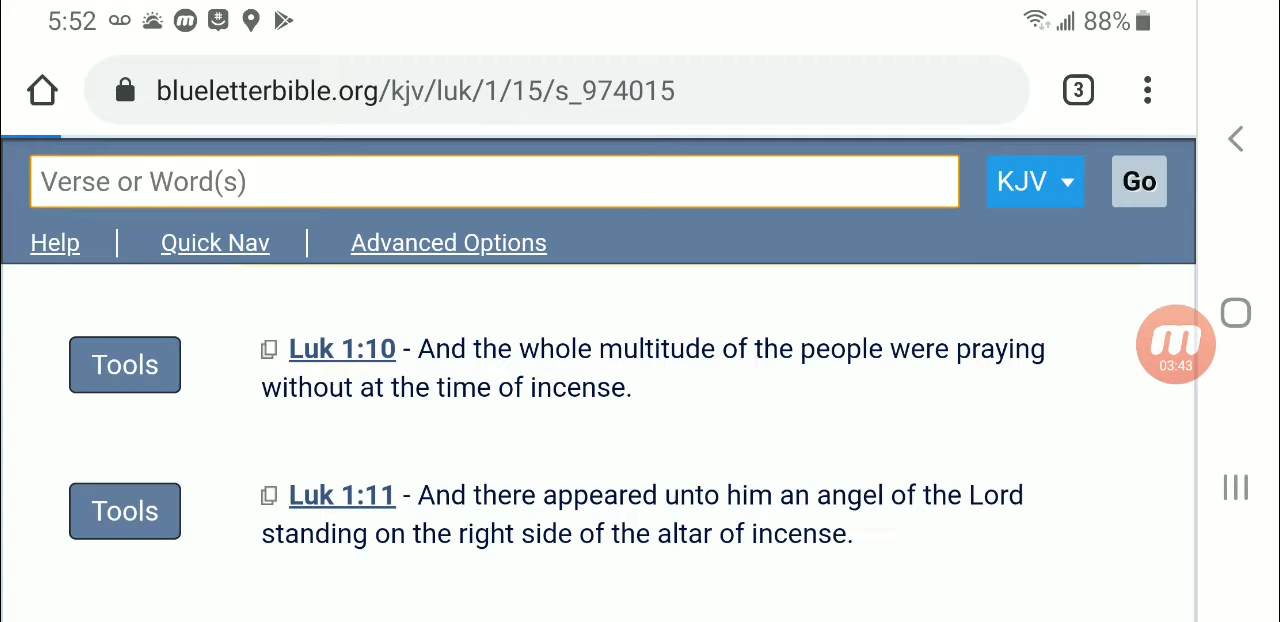 5:52 88%
blueletterbible.org/kjv/luk/1/15/s_974015 3
Verse or Word(s) KJV Go
Help | Quick Nav | Advanced Options
Tools Luk 1:10 - And the whole multitude of the people were praying
without at the time of incense.
m
03:43
Tools Luk 1:11 - And there appeared unto him an angel of the Lord
standing on the right side of the altar of incense.